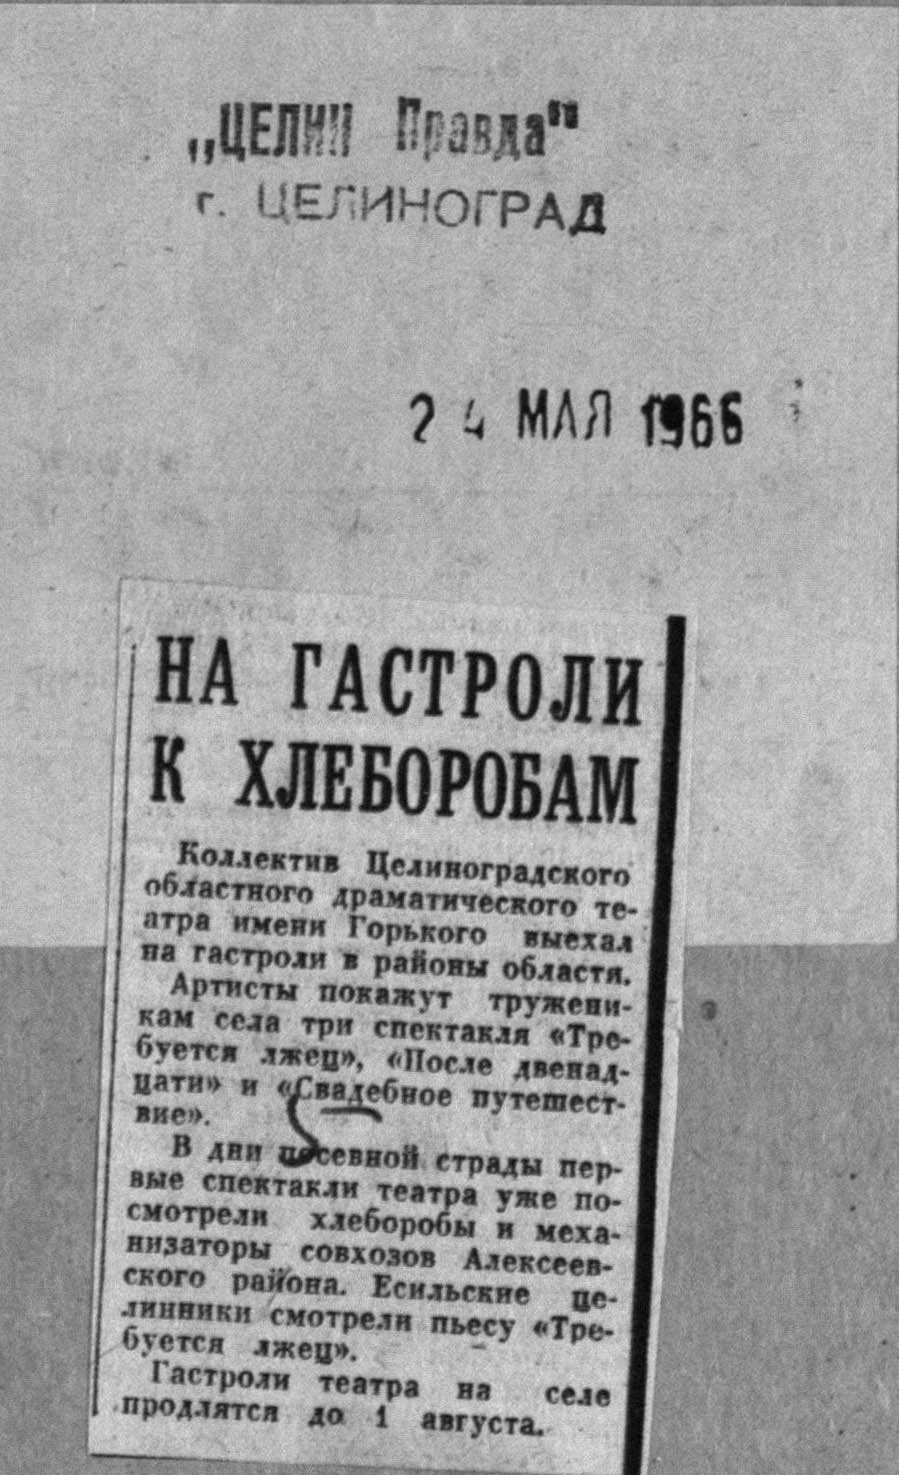 „ЦЕЛИН Правда"
г. ЦЕЛИНОГРАД
24 МАЯ 1966
НА ГАСТРОЛИ
К ХЛЕБОРОБАМ
Коллектив Целиноградского
областного драматического те-
атра имени Горького выехал
на гастроли в районы области.
Артисты покажут тружени-
кам села три спектакля «Тре-
буется лжец», «После двенад-
цати» и «Свадебное путешест-
вие».
В дни посевной страды пер-
вые спектакли театра уже по-
смотрели хлеборобы и меха-
низаторы совхозов Алексеев-
ского района. Есильские це-
линники смотрели пьесу «Тре-
буется лжец».
Гастроли театра на селе
продлятся до 1 августа.
5